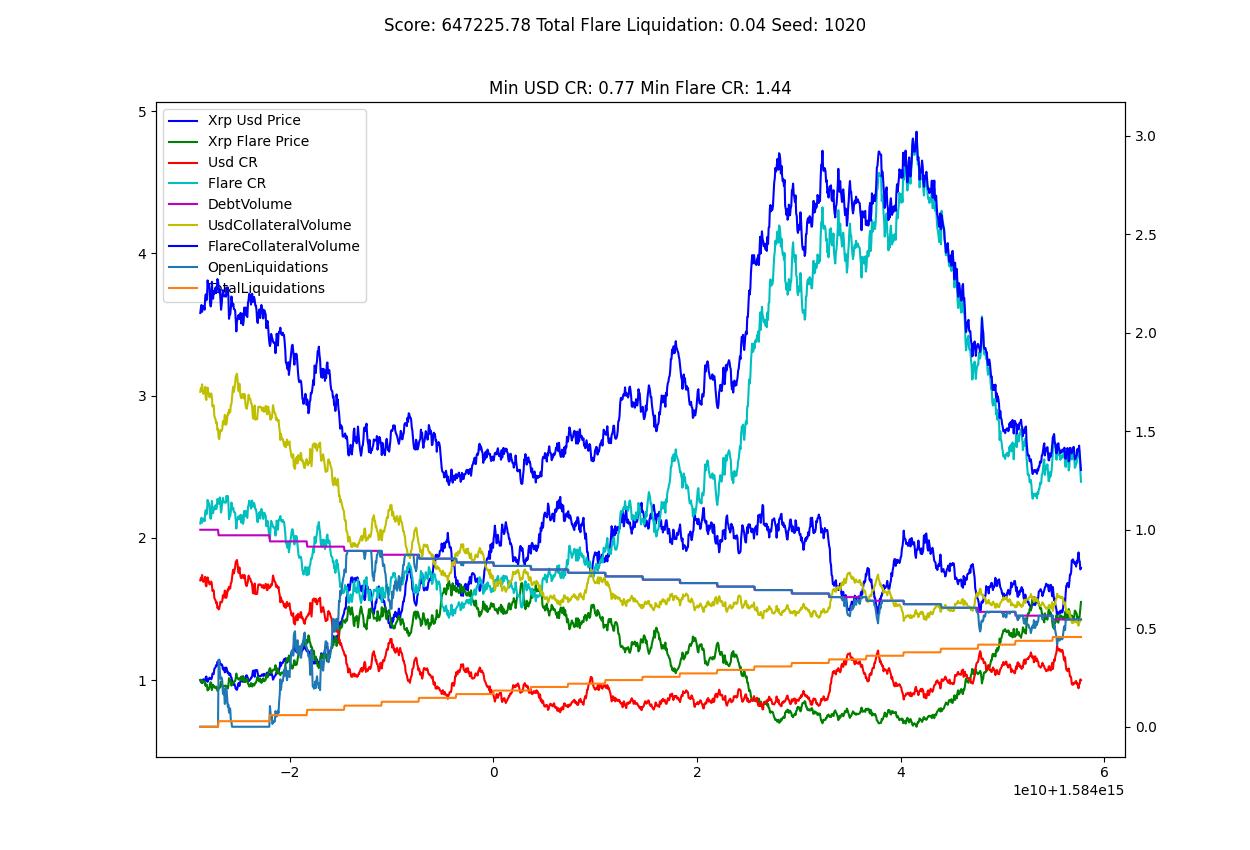 Score: 647225.78 Total Flare Liquidation: 0.04 Seed: 1020
Min USD CR: 0.77 Min Flare CR: 1.44
Xrp Usd Price
Xrp Flare Price
Usd CR
Flare CR
DebtVolume
UsdCollateralVolume
FlareCollateralVolume
OpenLiquidations
TotalLiquidations
5
4
3
2
1
3.0
2.5
2.0
1.5
1.0
0.5
0.0
−2 0 2 4 6
1e10+1.584e15